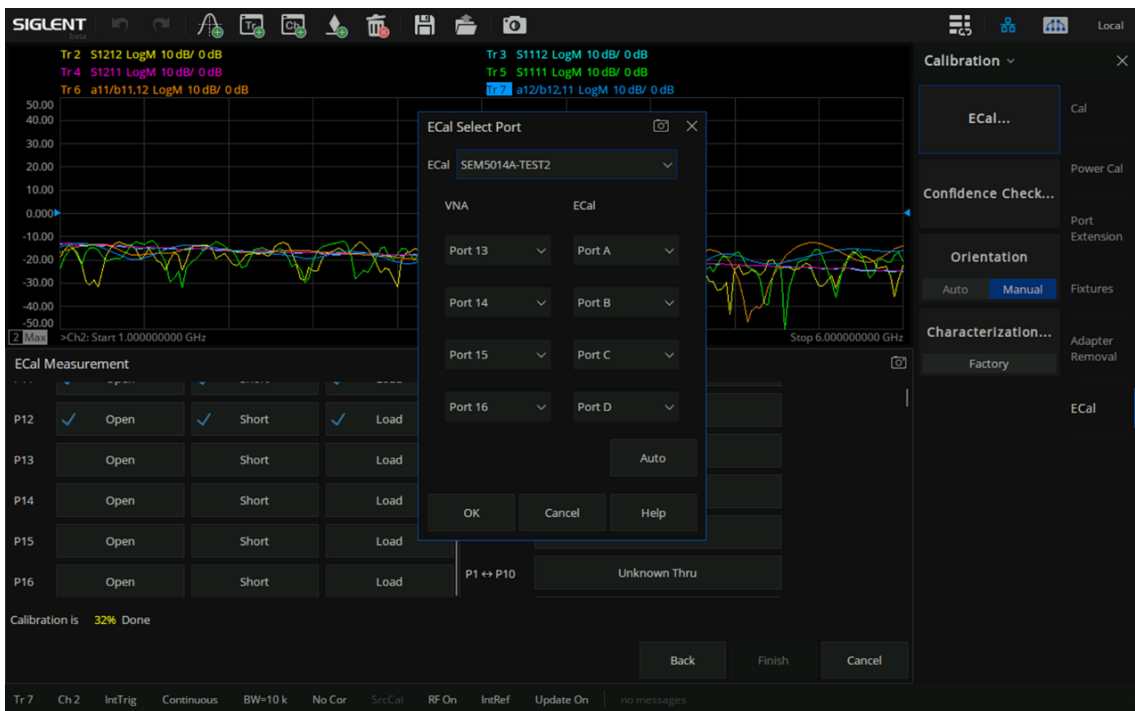 SIGLENT
beta
Tr
Ch
Local
Tr 2 S1212 LogM 10 dB/ 0 dB
Tr 3 S1112 LogM 10 dB/ 0 dB
Tr 4 S1211 LogM 10 dB/ 0 dB
Tr 5 S1111 LogM 10 dB/ 0 dB
Tr 6 a11/b11,12 LogM 10 dB/ 0 dB
Tr 7 a12/b12,11 LogM 10 dB/ 0 dB
50.00
40.00
30.00
20.00
10.00
0.000
-10.00
-20.00
-30.00
-40.00
-50.00
2 Max >Ch2: Start 1.000000000 GHz
Stop 6.000000000 GHz
ECal Select Port
ECal SEM5014A-TEST2
VNA ECal
Port 13 Port A
Port 14 Port B
Port 15 Port C
Port 16 Port D
Auto
OK Cancel Help
Calibration
ECal...
Confidence Check...
Orientation
Auto Manual
Characterization...
Factory
Cal
Power Cal
Port
Extension
Fixtures
Adapter
Removal
ECal
ECal Measurement
P12 Open Short Load
P13 Open Short Load
P14 Open Short Load
P15 Open Short Load
P16 Open Short Load
P1 ↔ P10 Unknown Thru
Calibration is 32% Done
Back Finish Cancel
Tr 7 Ch 2 IntTrig Continuous BW=10 k No Cor SrcCal RF On IntRef Update On no messages